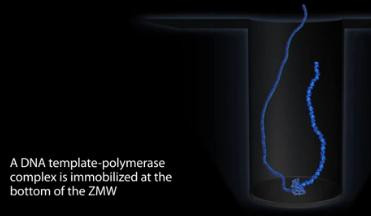 A DNA template-polymerase
complex is immobilized at the
bottom of the ZMW